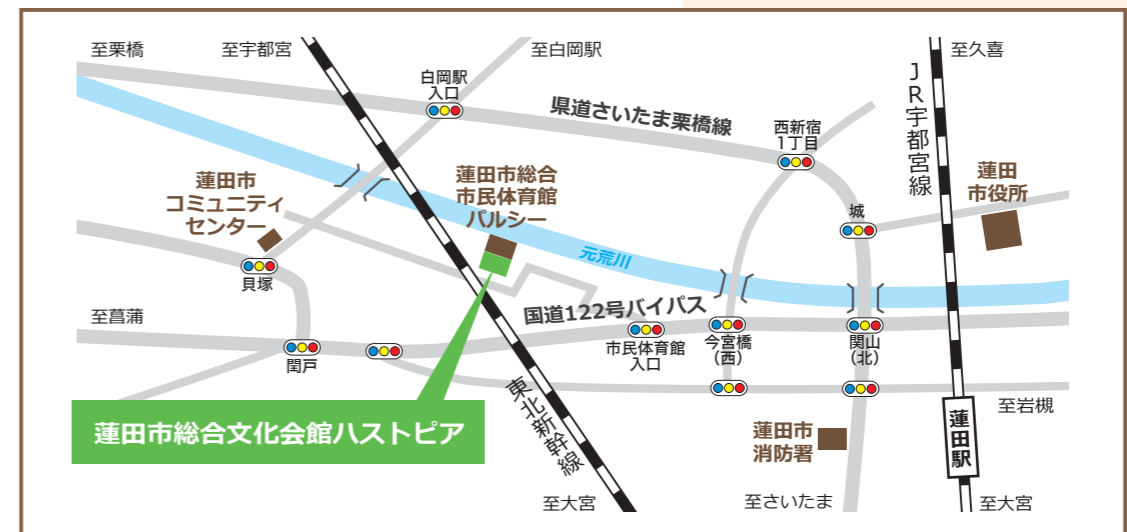 至栗橋
至宇都宮
至白岡駅
至久喜
白岡駅
入口
県道さいたま栗橋線
西新宿
1丁目
JR宇都宮線
蓮田市
コミュニティ
センター
蓮田市総合
市民体育館
パルシー
蓮田
市役所
城
元荒川
貝塚
国道122号バイパス
至菖蒲
閏戸
市民体育館
入口
今宮橋
(西)
関山
(北)
蓮田市総合文化会館ハストピア
東北新幹線
蓮田市
消防署
蓮田駅
至岩槻
至大宮
至さいたま
至大宮